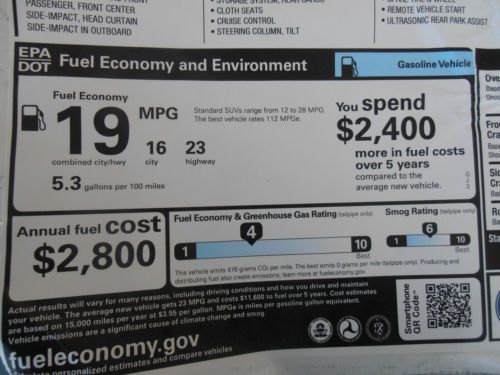 PASSENGER, FRONT CENTER
SIDE-IMPACT, HEAD CURTAIN
SIDE-IMPACT IN OUTBOARD
• CLOTH SEATS
• CRUISE CONTROL
• STEERING COLUMN, TILT
• REMOTE VEHICLE START
• ULTRASONIC REAR PARK ASSIST
EPA
DOT
Fuel Economy and Environment
Gasoline Vehicle
Fuel Economy
19 MPG
combined city/hwy
16
city
23
highway
5.3 gallons per 100 miles
Standard SUVs range from 12 to 28 MPG.
The best vehicle rates 112 MPGe.
You spend
$2,400
more in fuel costs
over 5 years
compared to the
average new vehicle.
G
J
3
Annual fuel cost
$2,800
Fuel Economy & Greenhouse Gas Rating (tailpipe only)
4
1
10
Best
Smog Rating (tailpipe only)
6
1
10
Best
This vehicle emits 476 grams CO₂ per mile. The best emits 0 grams per mile (tailpipe only). Producing and
distributing fuel also create emissions; learn more at fueleconomy.gov.
Actual results will vary for many reasons, including driving conditions and how you drive and maintain
your vehicle. The average new vehicle gets 23 MPG and costs $11,600 to fuel over 5 years. Cost estimates
are based on 15,000 miles per year at $3.55 per gallon. MPGe is miles per gasoline gallon equivalent.
Vehicle emissions are a significant cause of climate change and smog.
fueleconomy.gov
personalized estimates and compare vehicles
Smartphone
QR Code™